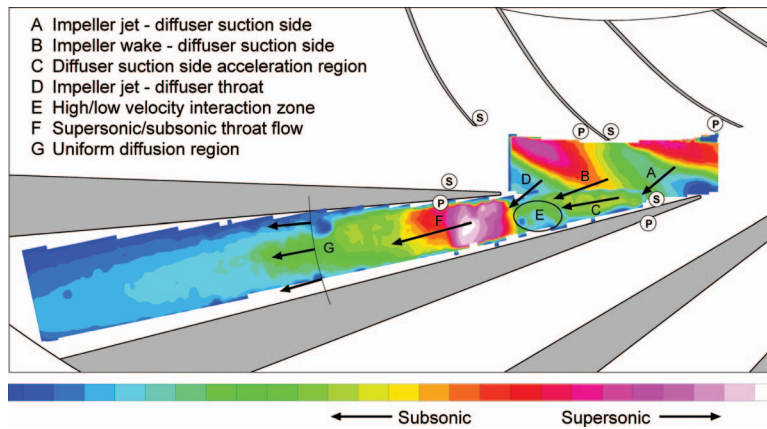 A Impeller jet - diffuser suction side
B Impeller wake - diffuser suction side
C Diffuser suction side acceleration region
D Impeller jet - diffuser throat
E High/low velocity interaction zone
F Supersonic/subsonic throat flow
G Uniform diffusion region
S
P
S
P
D
B
A
S
P
F
E
C
S
P
G
Subsonic
Supersonic